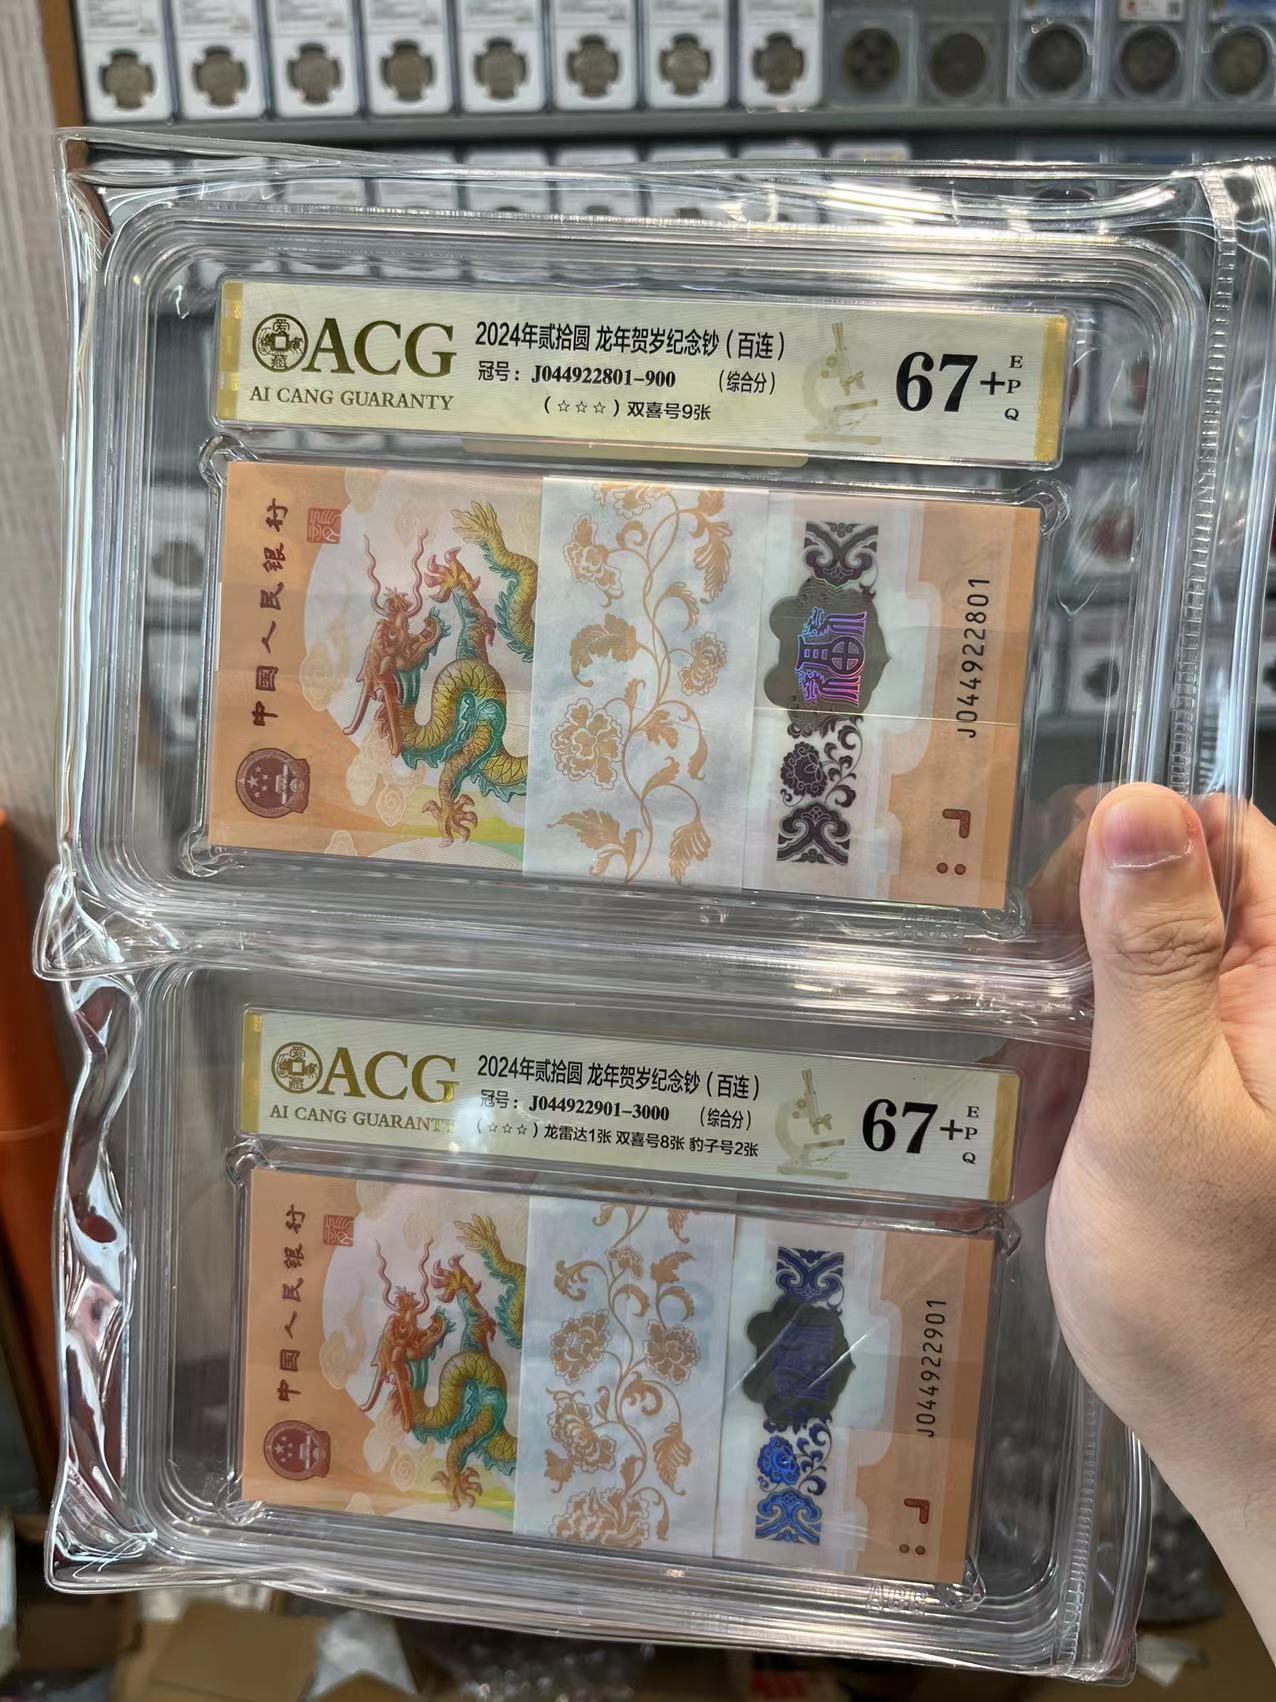 ACG
AI CANG GUARANTY
2024年贰拾圆 龙年贺岁纪念钞(百连)
冠号:J044922801-900 (综合分)
(☆☆☆)双喜号9张
67+
E
P
Q
中国人民银行
J044922801
ACG
AI CANG GUARANTY
2024年贰拾圆 龙年贺岁纪念钞(百连)
冠号:J044922901-3000 (综合分)
(☆☆☆)龙雷达1张 双喜号8张 豹子号2张
67+
E
P
Q
中国人民银行
J044922901